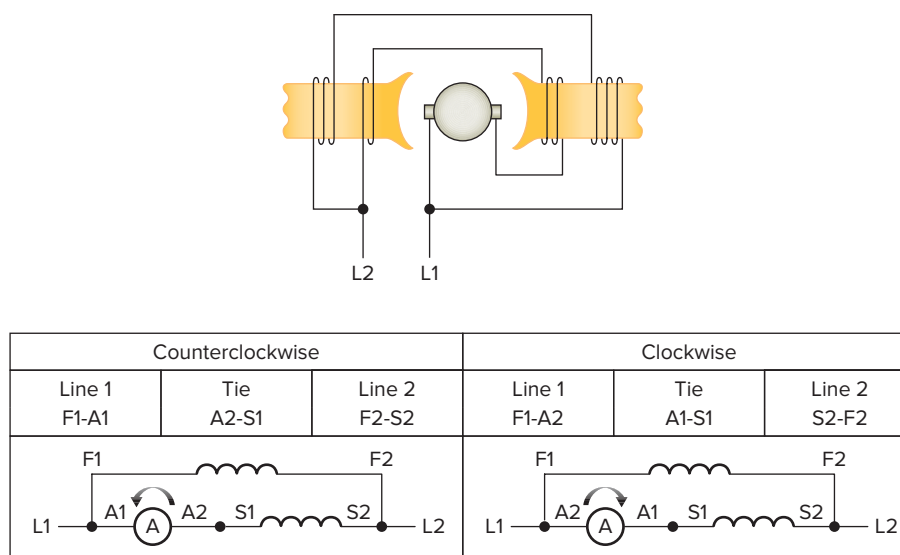 L2 L1
Counterclockwise Clockwise
Line 1 Tie Line 2 Line 1 Tie Line 2
F1-A1 A2-S1 F2-S2 F1-A2 A1-S1 S2-F2
F1 F2 F1 F2
L1 A1 A A2 S1 S2 L2 L1 A2 A A1 S1 S2 L2